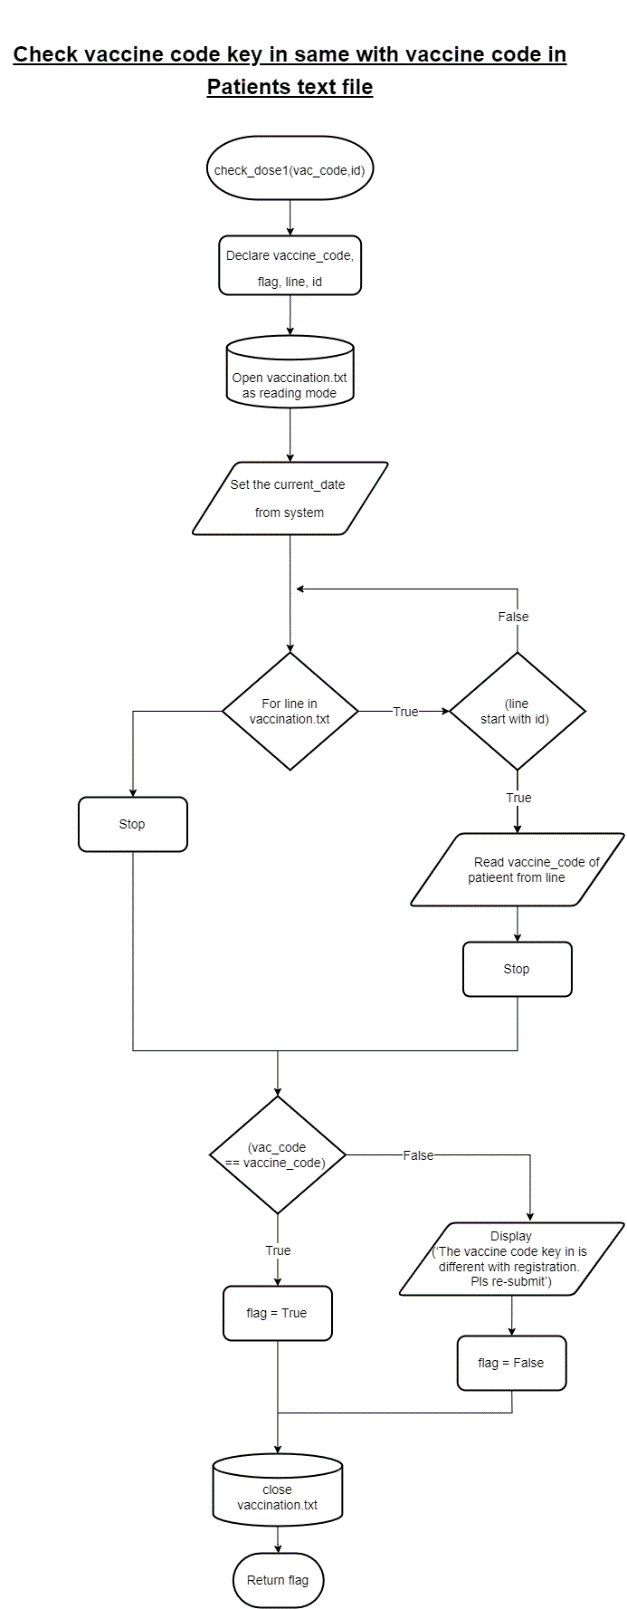 Check vaccine code key in same with vaccine code in
Patients text file
check_dose1(vac_code,id)
Declare vaccine_code,
flag, line, id
Open vaccination.txt
as reading mode
Set the current_date
from system
False
For line in
vaccination.txt
True
(line
start with id)
True
Stop
Read vaccine_code of
patieent from line
Stop
(vac_code
== vaccine_code)
False
True
Display
('The vaccine code key in is
different with registration.
Pls re-submit')
flag = True
flag = False
close
vaccination.txt
Return flag